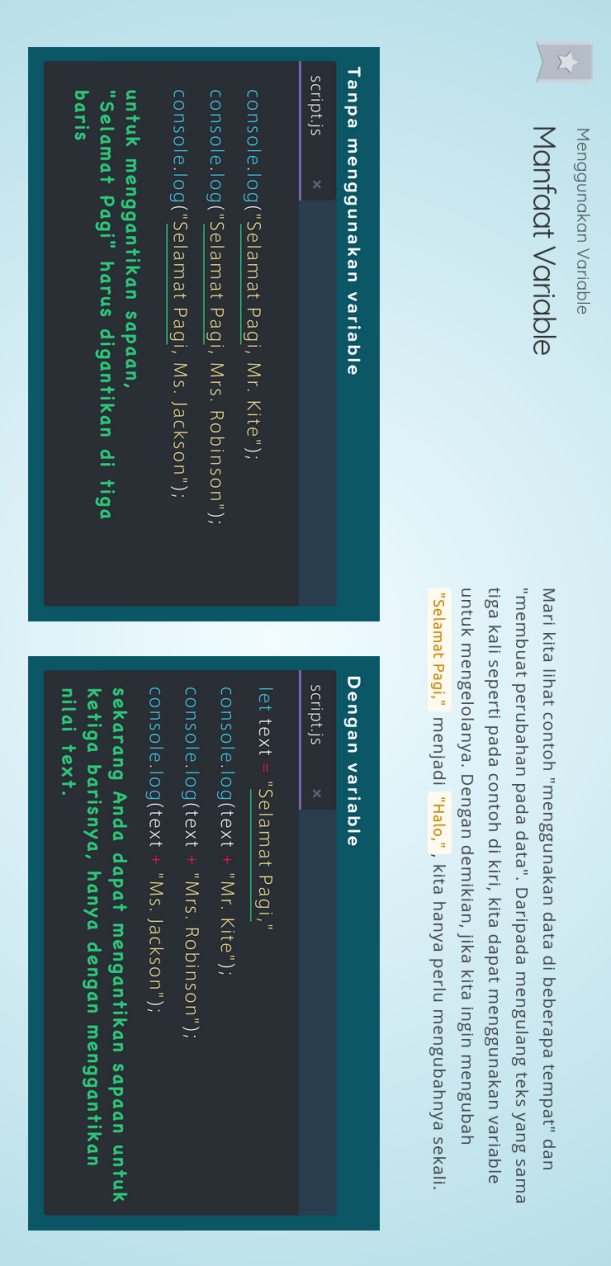 Menggunakan Variable
Manfaat Variable
Mari kita lihat contoh "menggunakan data di beberapa tempat" dan
"membuat perubahan pada data". Daripada mengulang teks yang sama
tiga kali seperti pada contoh di kiri, kita dapat menggunakan variable
untuk mengelolanya. Dengan demikian, jika kita ingin mengubah
"Selamat Pagi," menjadi "Halo,", kita hanya perlu mengubahnya sekali.
Tanpa menggunakan variable
script.js ×
console.log("Selamat Pagi, Mr. Kite");
console.log("Selamat Pagi, Mrs. Robinson");
console.log("Selamat Pagi, Ms. Jackson");
untuk menggantikan sapaan,
"Selamat Pagi" harus digantikan di tiga
baris
Dengan variable
script.js ×
let text = "Selamat Pagi,"
console.log(text + "Mr. Kite");
console.log(text + "Mrs. Robinson");
console.log(text + "Ms. Jackson");
sekarang Anda dapat mengantikan sapaan untuk
ketiga barisnya, hanya dengan menggantikan
nilai text.